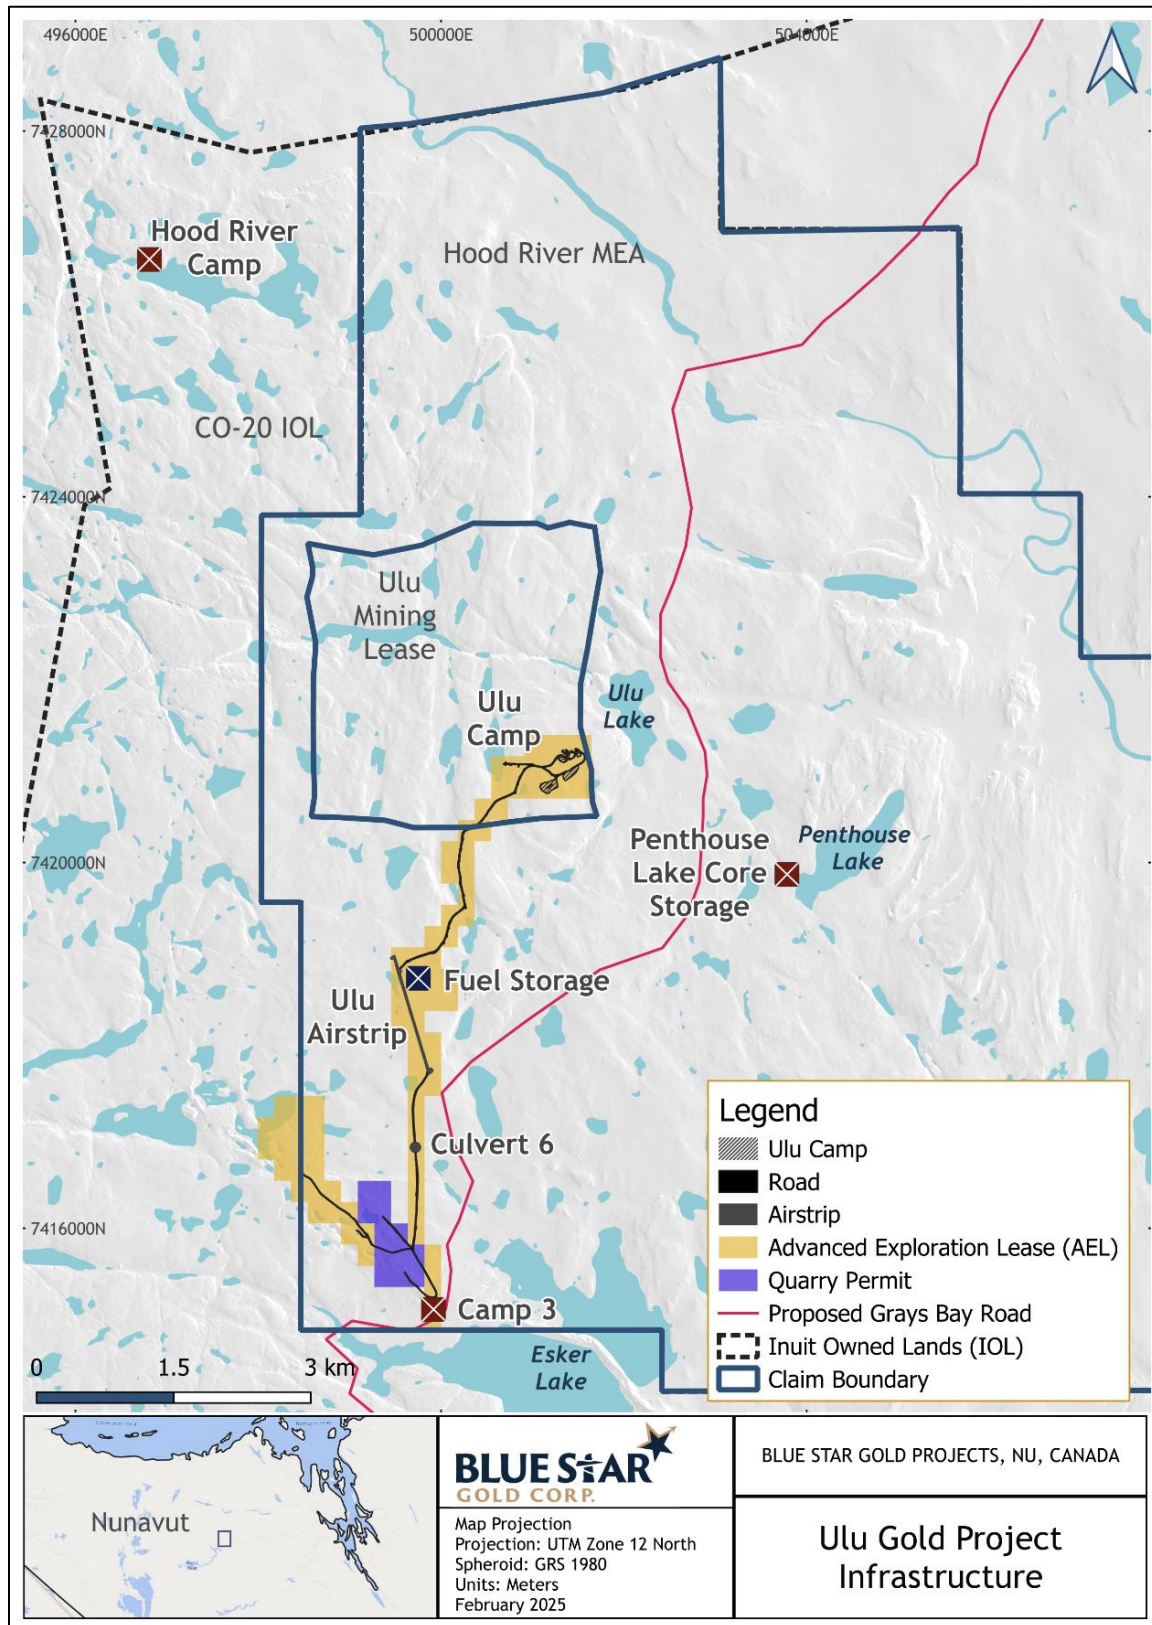 496000E
500000E
504000E
7428000N
Hood River
Camp
Hood River MEA
CO-20 IOL
7424000N
Ulu
Mining
Lease
Ulu
Lake
Ulu
Camp
Penthouse
Lake Core
Storage
Penthouse
Lake
7420000N
Fuel Storage
Ulu
Airstrip
Culvert 6
7416000N
Camp 3
Esker
Lake
0 1.5 3 km
Legend
Ulu Camp
Road
Airstrip
Advanced Exploration Lease (AEL)
Quarry Permit
Proposed Grays Bay Road
Inuit Owned Lands (IOL)
Claim Boundary
Nunavut
BLUE STAR
GOLD CORP.
Map Projection
Projection: UTM Zone 12 North
Spheroid: GRS 1980
Units: Meters
February 2025
BLUE STAR GOLD PROJECTS, NU, CANADA
Ulu Gold Project
Infrastructure